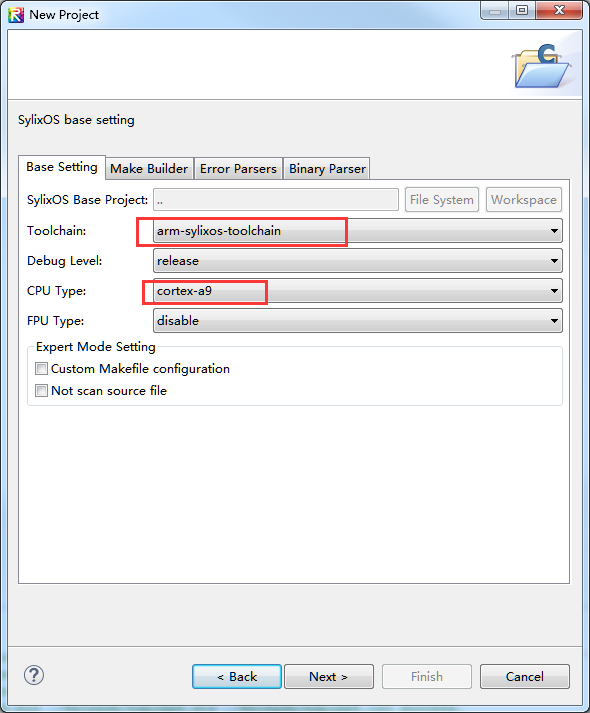 New Project
SylixOS base setting
Base Setting Make Builder Error Parsers Binary Parser
SylixOS Base Project: .. File System Workspace
Toolchain: arm-sylixos-toolchain
Debug Level: release
CPU Type: cortex-a9
FPU Type: disable
Expert Mode Setting
Custom Makefile configuration
Not scan source file
? < Back Next > Finish Cancel